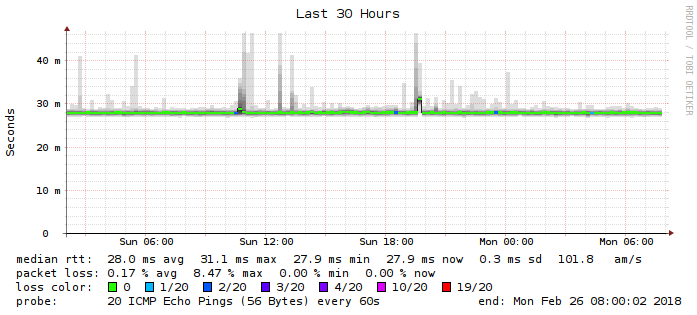 Last 30 Hours
RRDTOOL / TOBI OETIKER
Seconds
40 m
30 m
20 m
10 m
0
Sun 06:00 Sun 12:00 Sun 18:00 Mon 00:00 Mon 06:00
median rtt: 28.0 ms avg 31.1 ms max 27.9 ms min 27.9 ms now 0.3 ms sd 101.8 am/s
packet loss: 0.17 % avg 8.47 % max 0.00 % min 0.00 % now
loss color: 0 1/20 2/20 3/20 4/20 10/20 19/20
probe: 20 ICMP Echo Pings (56 Bytes) every 60s end: Mon Feb 26 08:00:02 2018